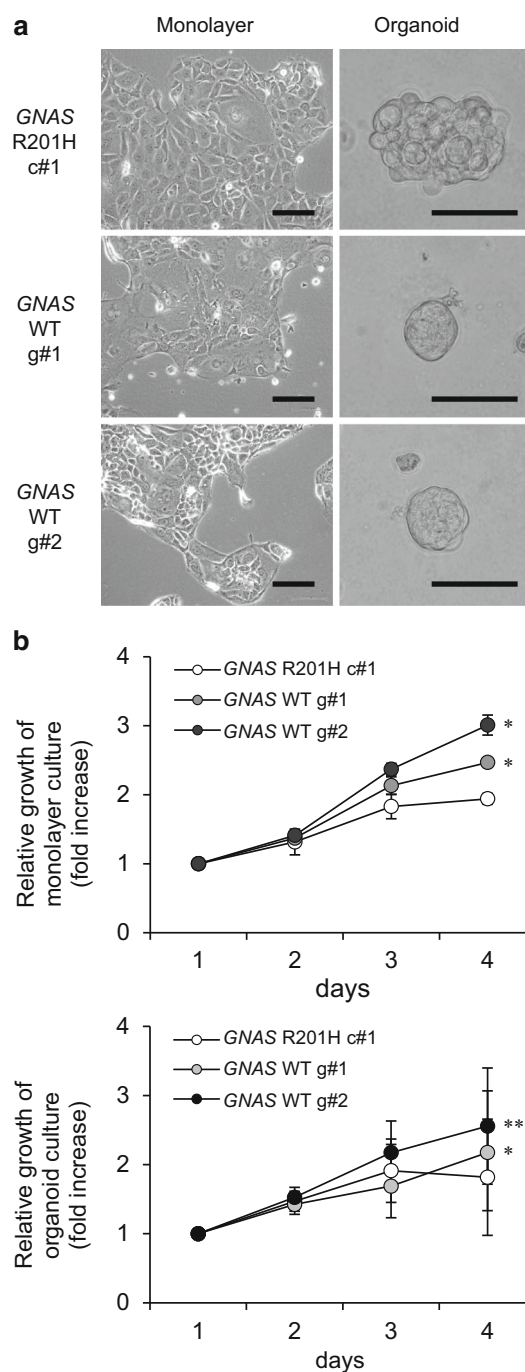 a
Monolayer
Organoid
GNAS
R201H
c#1
GNAS
WT
g#1
GNAS
WT
g#2
b
Relative growth of
monolayer culture
(fold increase)
4
3
2
1
0
GNAS R201H c#1
GNAS WT g#1
GNAS WT g#2
*
*
1 2 3 4
days
Relative growth of
organoid culture
(fold increase)
4
3
2
1
0
GNAS R201H c#1
GNAS WT g#1
GNAS WT g#2
**
*
1 2 3 4
days